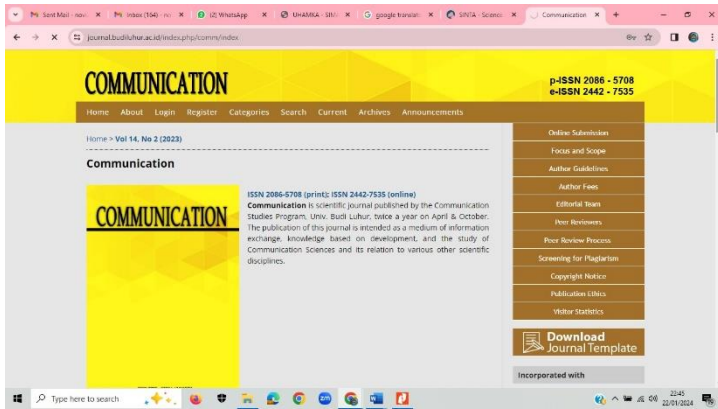 Sent Mail - nov
Inbox (164) - no
(2) WhatsApp
UHAMKA - SIM
google translat
SINTA - Science
Communication
journal.budiluhur.ac.id/index.php/comm/index
COMMUNICATION
p-ISSN 2086 - 5708
e-ISSN 2442 - 7535
Home About Login Register Categories Search Current Archives Announcements
Home > Vol 14, No 2 (2023)
Communication
COMMUNICATION
ISSN 2086-5708 (print); ISSN 2442-7535 (online)
Communication is scientific journal published by the Communication
Studies Program, Univ. Budi Luhur, twice a year on April & October.
The publication of this journal is intended as a medium of information
exchange, knowledge based on development, and the study of
Communication Sciences and its relation to various other scientific
disciplines.
Online Submission
Focus and Scope
Author Guidelines
Author Fees
Editorial Team
Peer Reviewers
Peer Review Process
Screening for Plagiarism
Copyright Notice
Publication Ethics
Visitor Statistics
Download
Journal Template
Incorporated with
Type here to search
zm
22:45
22/01/2024